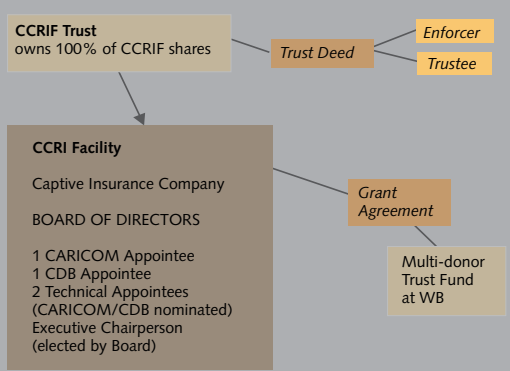 CCRIF Trust
owns 100% of CCRIF shares
Trust Deed
Enforcer
Trustee
CCRI Facility
Captive Insurance Company
BOARD OF DIRECTORS
1 CARICOM Appointee
1 CDB Appointee
2 Technical Appointees
(CARICOM/CDB nominated)
Executive Chairperson
(elected by Board)
Grant
Agreement
Multi-donor
Trust Fund
at WB